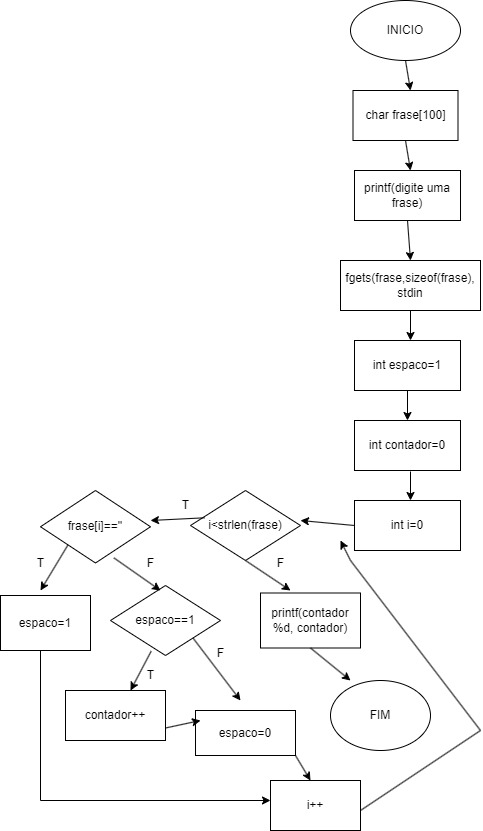 INICIO
char frase[100]
printf(digite uma
frase)
fgets(frase,sizeof(frase),
stdin
int espaco=1
int contador=0
int i=0
i<strlen(frase)
T
frase[i]=="
F
T
F
espaco=1
espaco==1
printf(contador
%d, contador)
F
T
contador++
espaco=0
FIM
i++